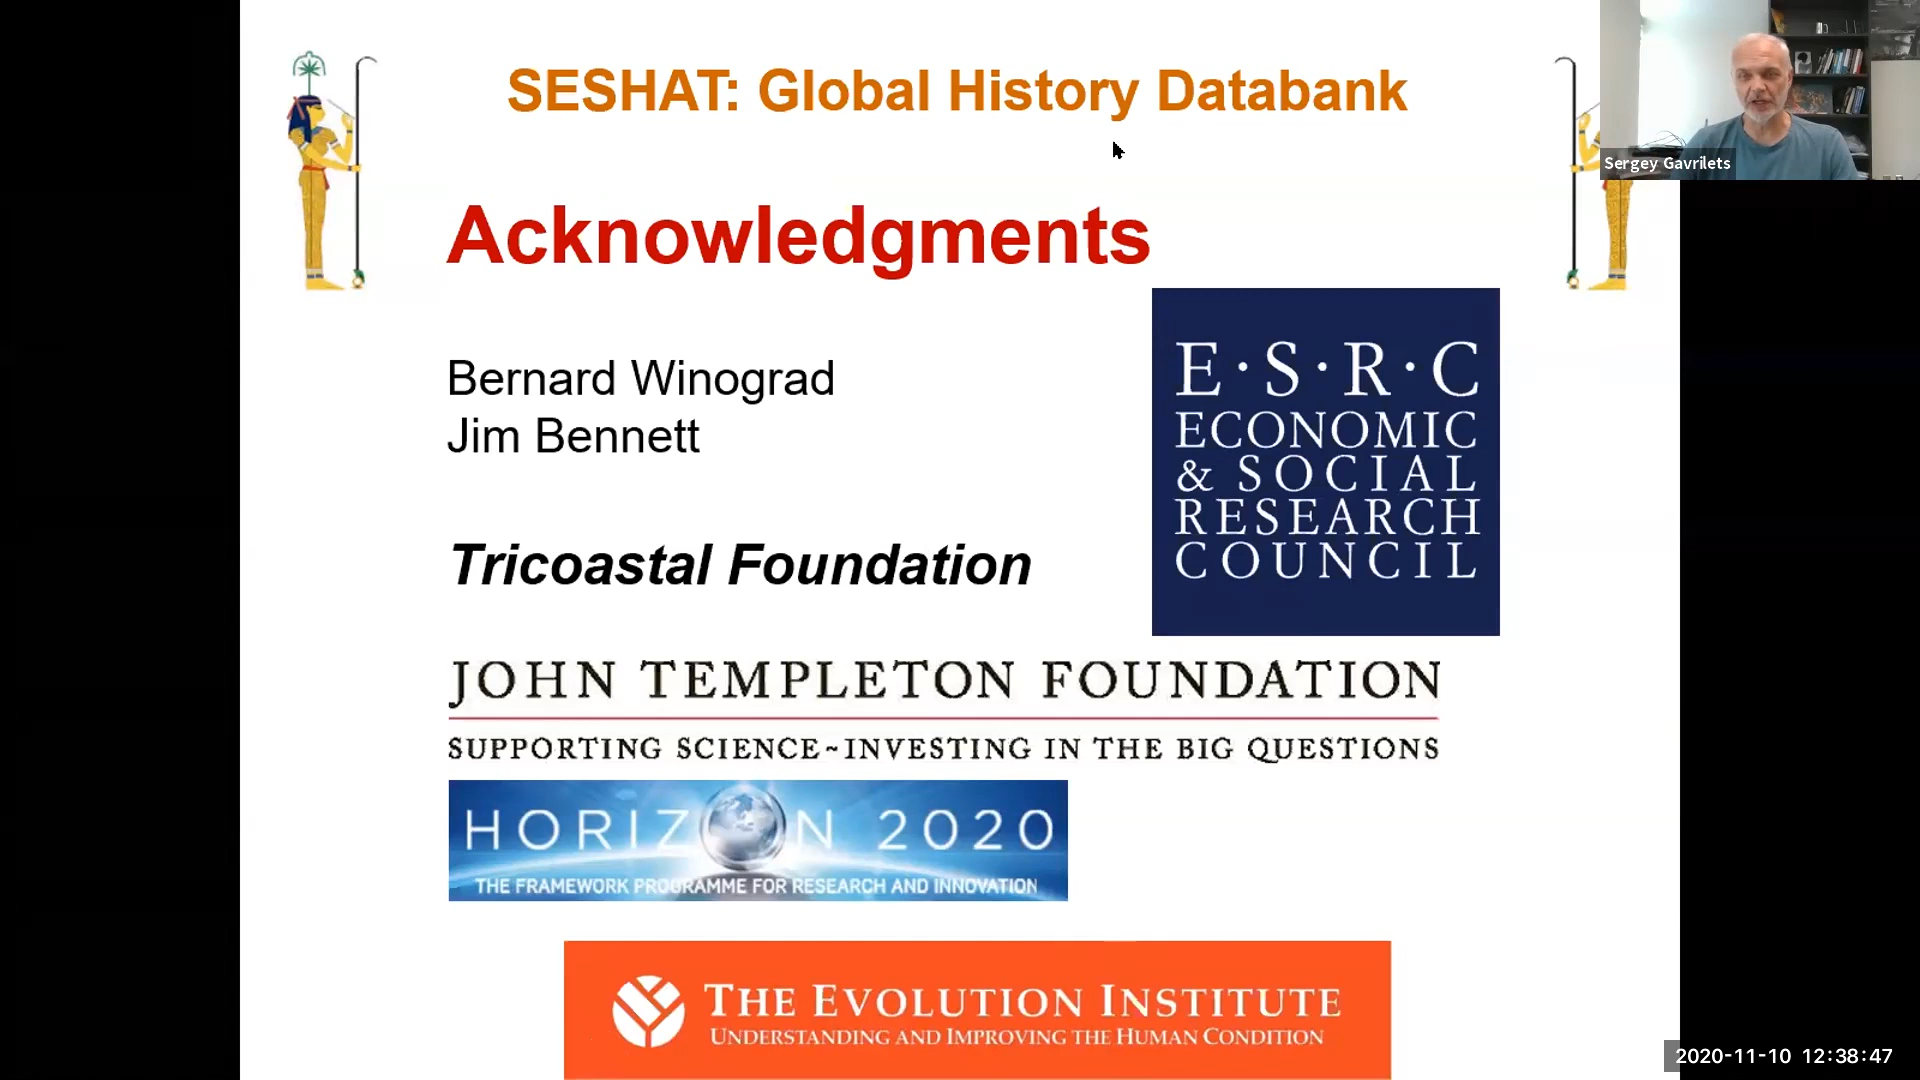 SESHAT: Global History Databank
Sergey Gavrilets
Acknowledgments
Bernard Winograd
Jim Bennett
E·S·R·C
ECONOMIC
& SOCIAL
RESEARCH
COUNCIL
Tricoastal Foundation
JOHN TEMPLETON FOUNDATION
SUPPORTING SCIENCE~INVESTING IN THE BIG QUESTIONS
HORIZON 2020
THE FRAMEWORK PROGRAMME FOR RESEARCH AND INNOVATION
THE EVOLUTION INSTITUTE
UNDERSTANDING AND IMPROVING THE HUMAN CONDITION
2020-11-10 12:38:47